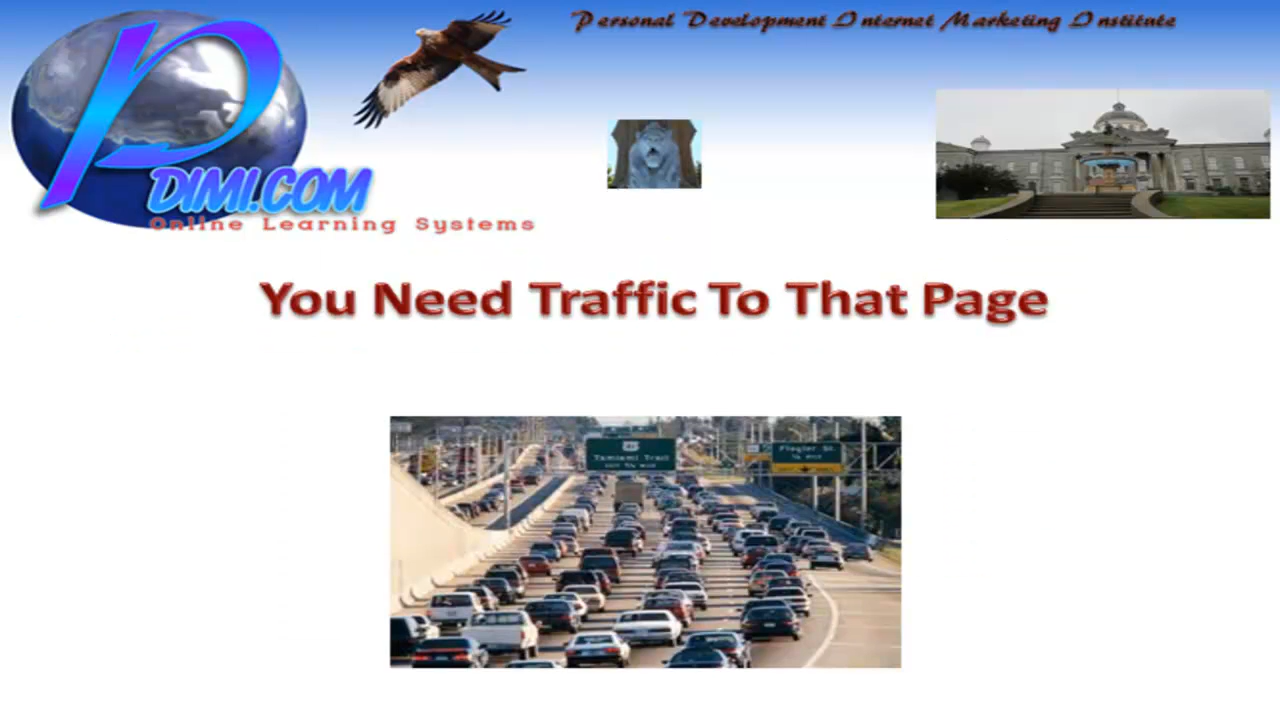 Personal Development Internet Marketing Institute
PDIMI.COM
Online Learning Systems
You Need Traffic To That Page
Tamiami Trail
Flagler St.